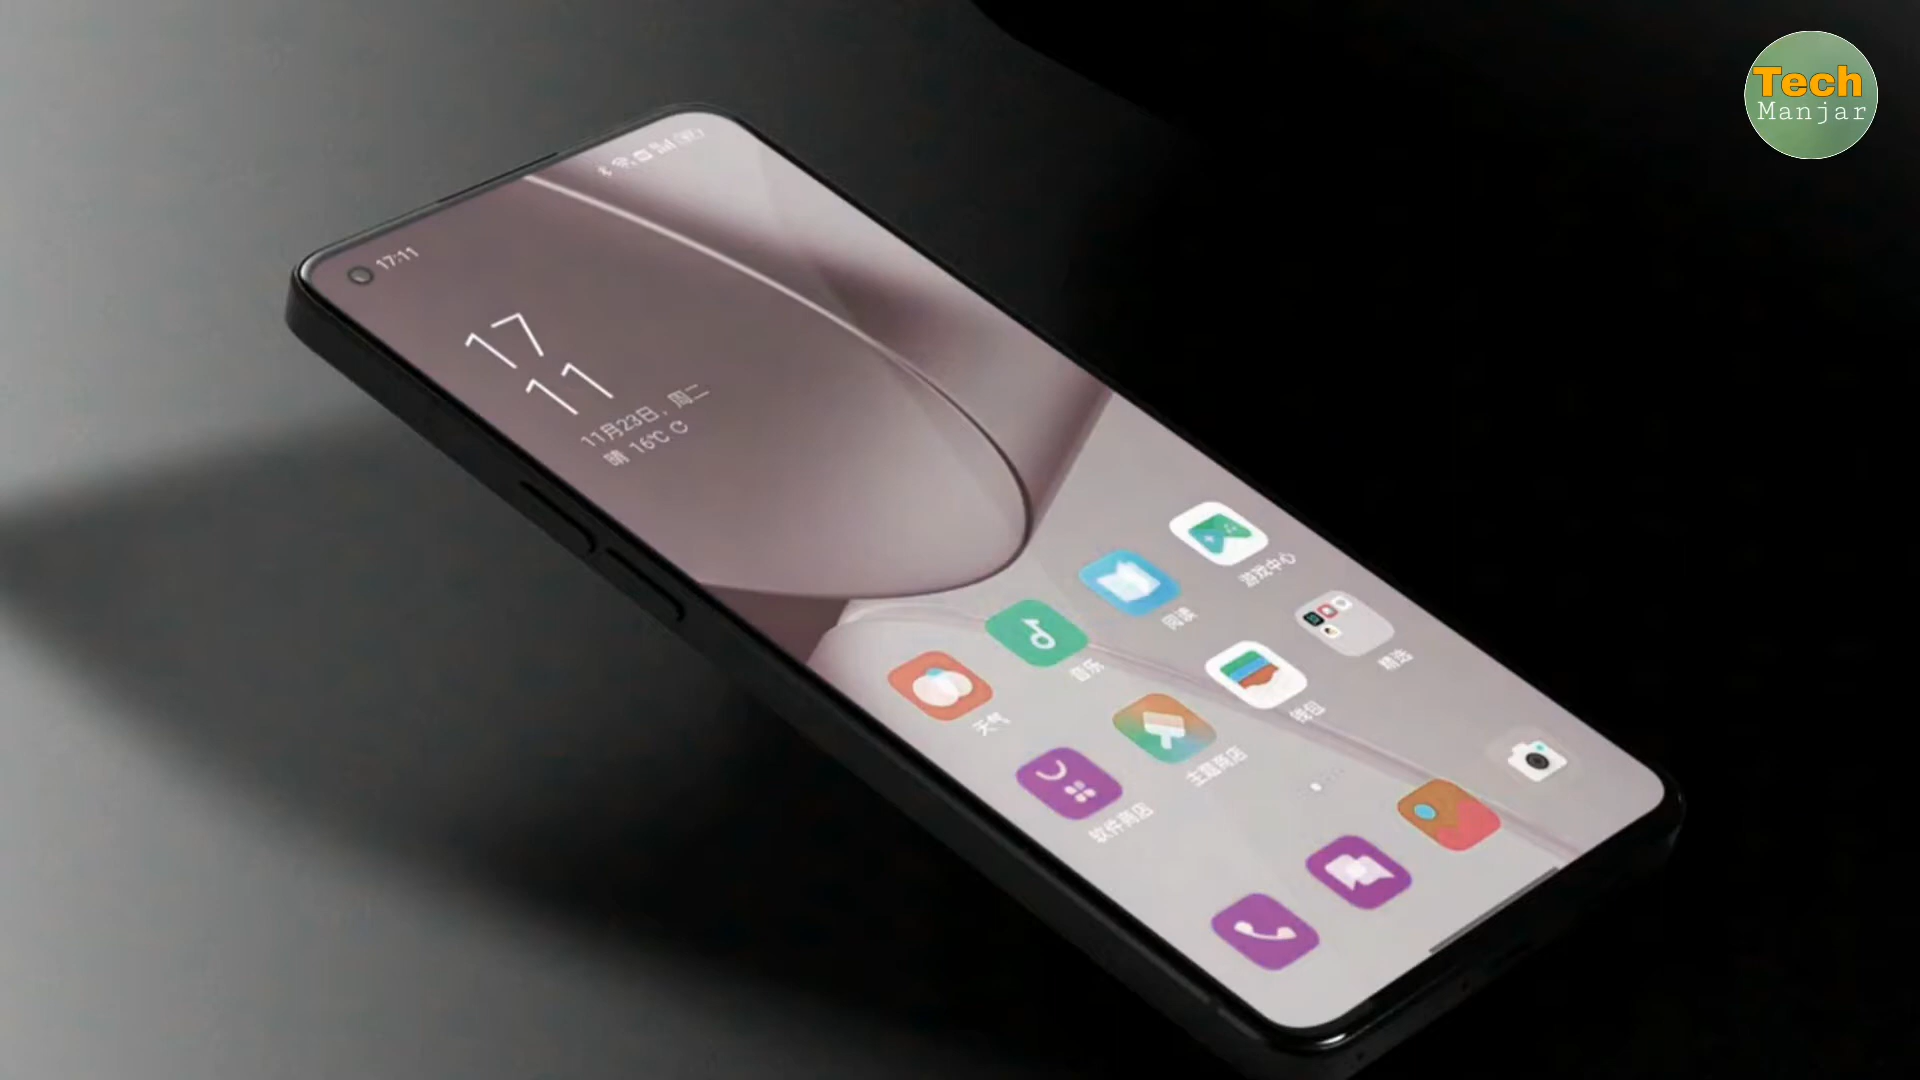 Tech
Manjar
17:11
17
11
11月23日，周二
晴 16℃
天气
音乐
阅读
游戏中心
软件商店
主题商店
钱包
精选